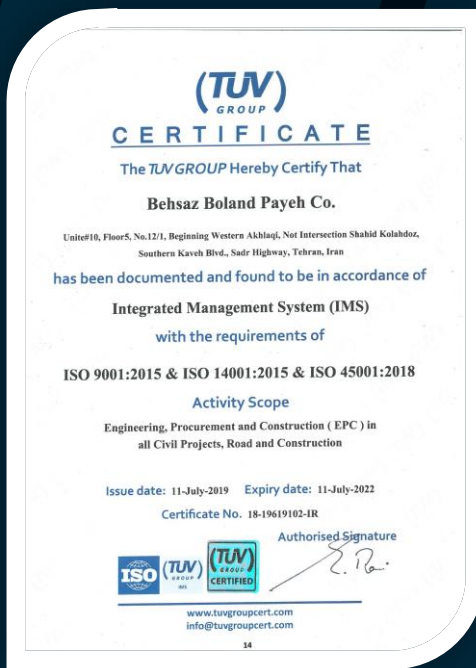 (TUV)
GROUP
CERTIFICATE
The TUV GROUP Hereby Certify That
Behsaz Boland Payeh Co.
Unite#10, Floor5, No.12/1, Beginning Western Akhlaqi, Not Intersection Shahid Kolahdoz,
Southern Kaveh Blvd., Sadr Highway, Tehran, Iran
has been documented and found to be in accordance of
Integrated Management System (IMS)
with the requirements of
ISO 9001:2015 & ISO 14001:2015 & ISO 45001:2018
Activity Scope
Engineering, Procurement and Construction ( EPC ) in
all Civil Projects, Road and Construction
Issue date: 11-July-2019 Expiry date: 11-July-2022
Certificate No. 18-19619102-IR
Authorised Signature
ISO
(TUV)
GROUP
(TUV)
GROUP
CERTIFIED
www.tuvgroupcert.com
info@tuvgroupcert.com
14